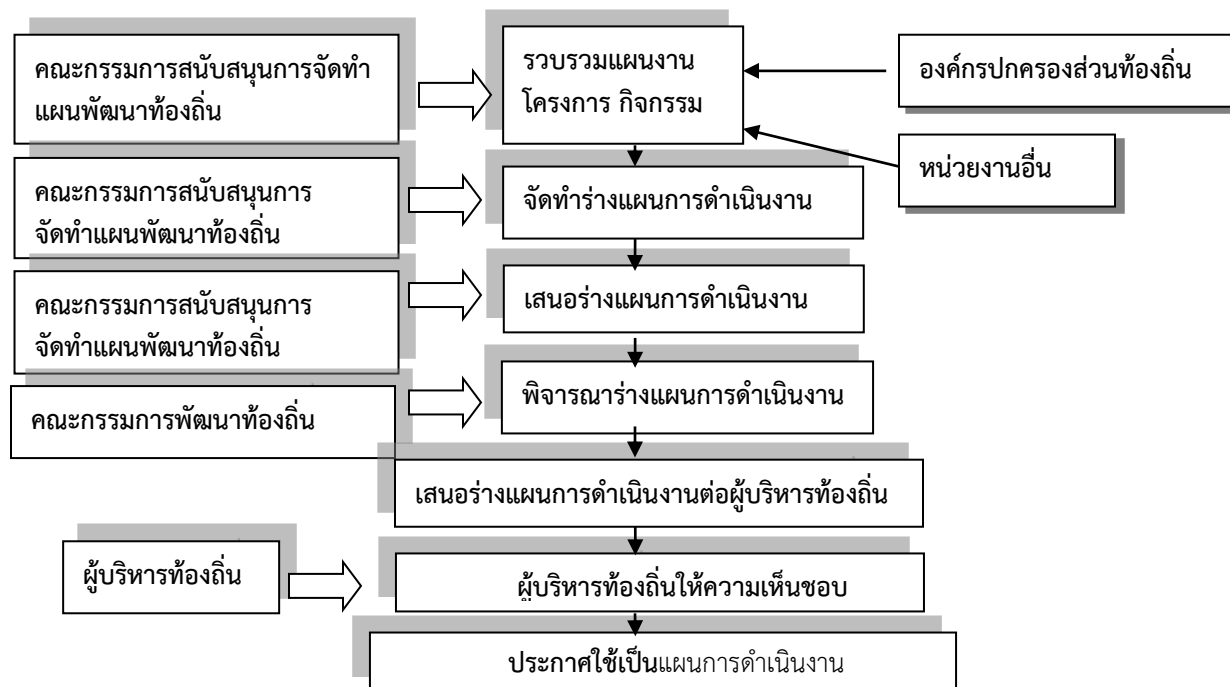 คณะกรรมการสนับสนุนการจัดทำ
แผนพัฒนาท้องถิ่น
รวบรวมแผนงาน
โครงการ กิจกรรม
องค์กรปกครองส่วนท้องถิ่น
หน่วยงานอื่น
คณะกรรมการสนับสนุนการ
จัดทำแผนพัฒนาท้องถิ่น
จัดทำร่างแผนการดำเนินงาน
คณะกรรมการสนับสนุนการ
จัดทำแผนพัฒนาท้องถิ่น
เสนอร่างแผนการดำเนินงาน
คณะกรรมการพัฒนาท้องถิ่น
พิจารณาร่างแผนการดำเนินงาน
เสนอร่างแผนการดำเนินงานต่อผู้บริหารท้องถิ่น
ผู้บริหารท้องถิ่น
ผู้บริหารท้องถิ่นให้ความเห็นชอบ
ประกาศใช้เป็นแผนการดำเนินงาน